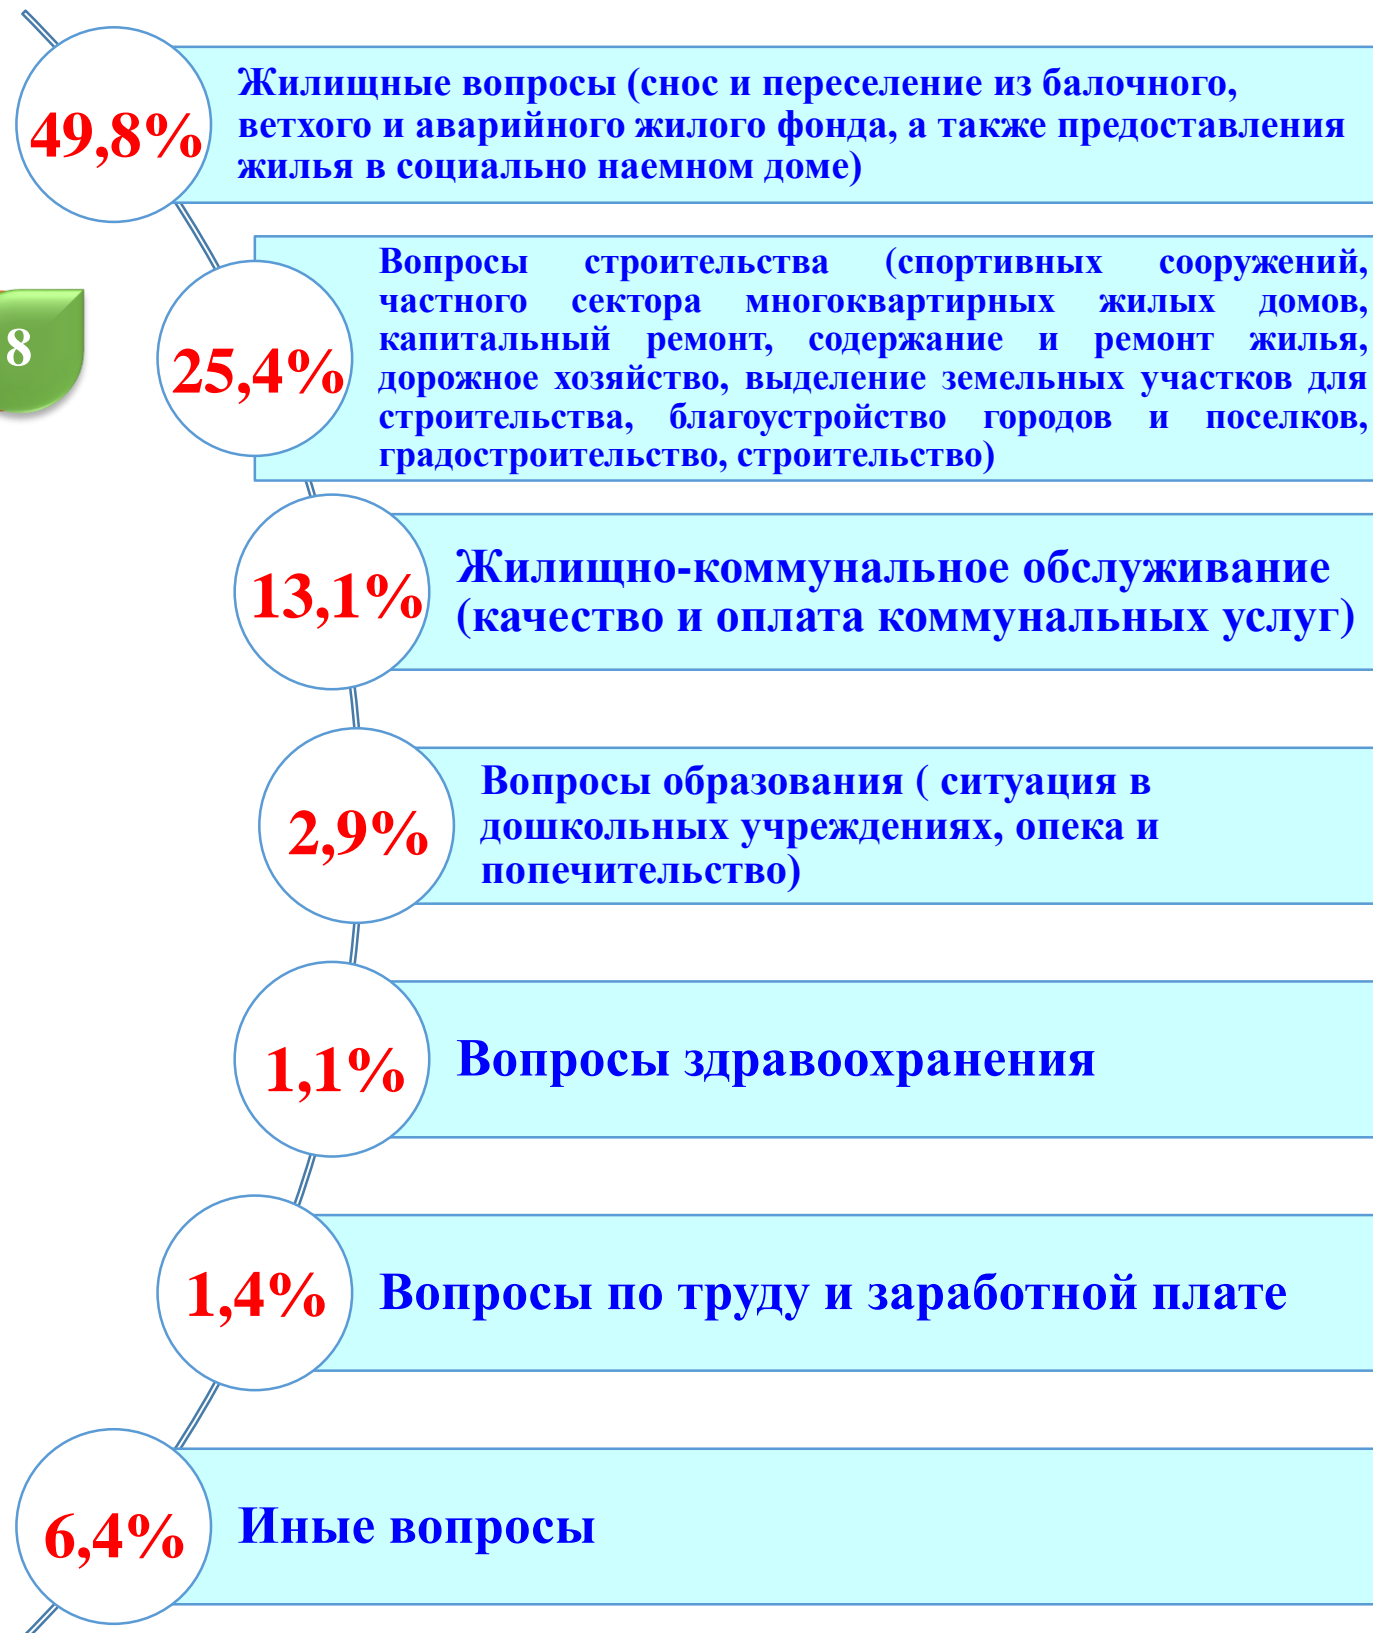 49,8%
Жилищные вопросы (снос и переселение из балочного,
ветхого и аварийного жилого фонда, а также предоставления
жилья в социально наемном доме)
8
25,4%
Вопросы строительства (спортивных сооружений,
частного сектора многоквартирных жилых домов,
капитальный ремонт, содержание и ремонт жилья,
дорожное хозяйство, выделение земельных участков для
строительства, благоустройство городов и поселков,
градостроительство, строительство)
13,1%
Жилищно-коммунальное обслуживание
(качество и оплата коммунальных услуг)
2,9%
Вопросы образования ( ситуация в
дошкольных учреждениях, опека и
попечительство)
1,1%
Вопросы здравоохранения
1,4%
Вопросы по труду и заработной плате
6,4%
Иные вопросы